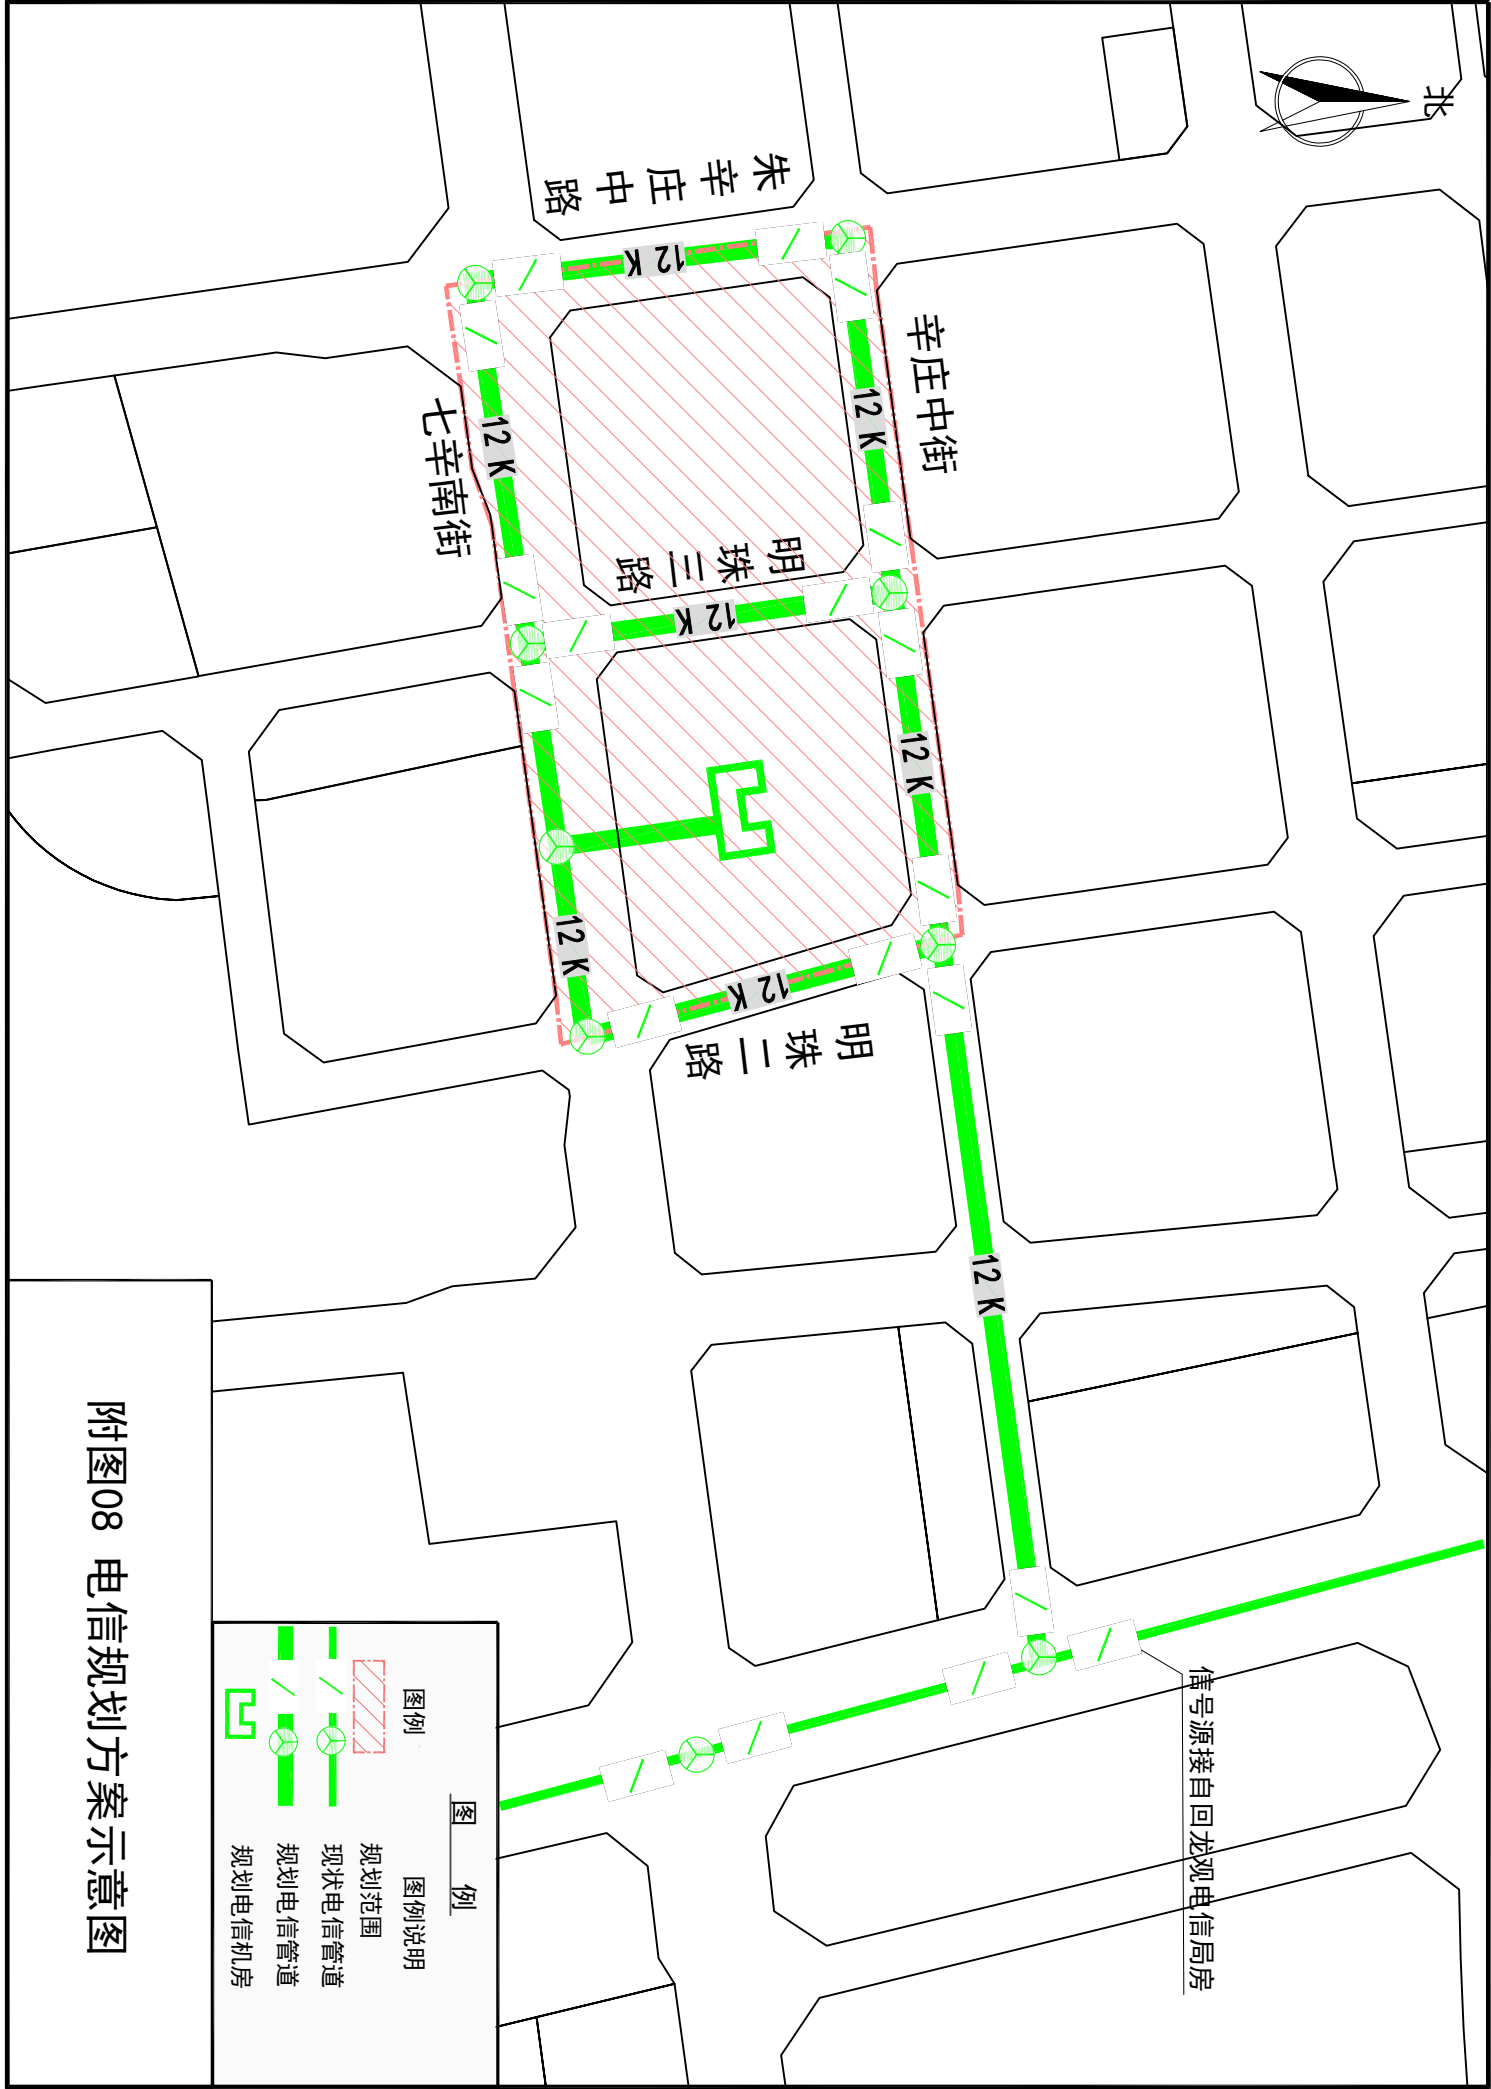 北
朱辛庄中路
12 K
12 K
辛庄中街
12 K
七辛南街
明珠三路
12 K
12 K
12 K
12 K
明珠二路
12 K
信号源接自回龙观电信局房
图 例
图例 图例说明
规划范围
现状电信管道
规划电信管道
规划电信机房
附图08 电信规划方案示意图